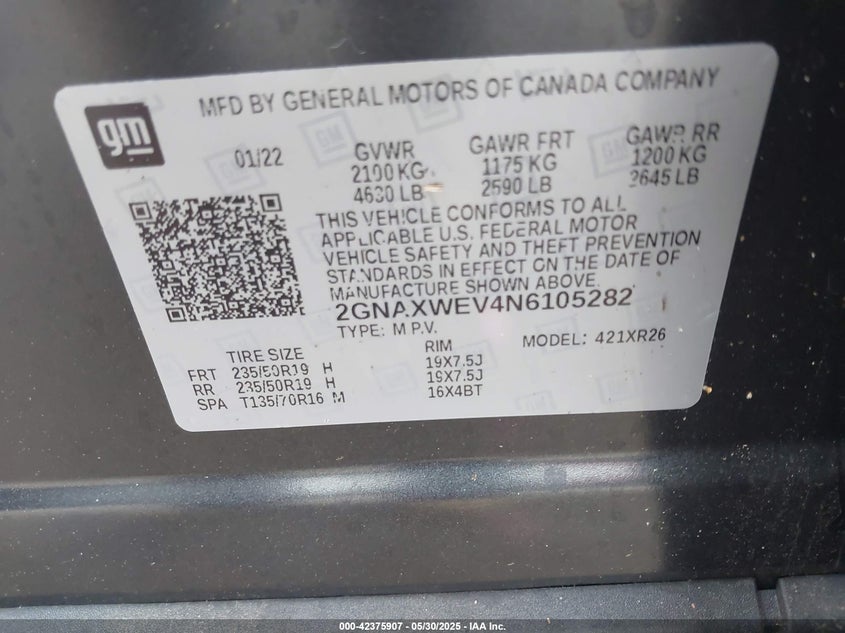 gm
MFD BY GENERAL MOTORS OF CANADA COMPANY
01/22 GVWR GAWR FRT GAWR RR
2100 KG 1175 KG 1200 KG
4630 LB 2590 LB 2645 LB
THIS VEHICLE CONFORMS TO ALL
APPLICABLE U.S. FEDERAL MOTOR
VEHICLE SAFETY AND THEFT PREVENTION
STANDARDS IN EFFECT ON THE DATE OF
MANUFACTURE SHOWN ABOVE.
2GNAXWEV4N6105282
TYPE: M.P.V. MODEL: 421XR26
TIRE SIZE RIM
FRT 235/50R19 H 19X7.5J
RR 235/50R19 H 19X7.5J
SPA T135/70R16 M 16X4BT
000-42375907 - 05/30/2025 - IAA Inc.